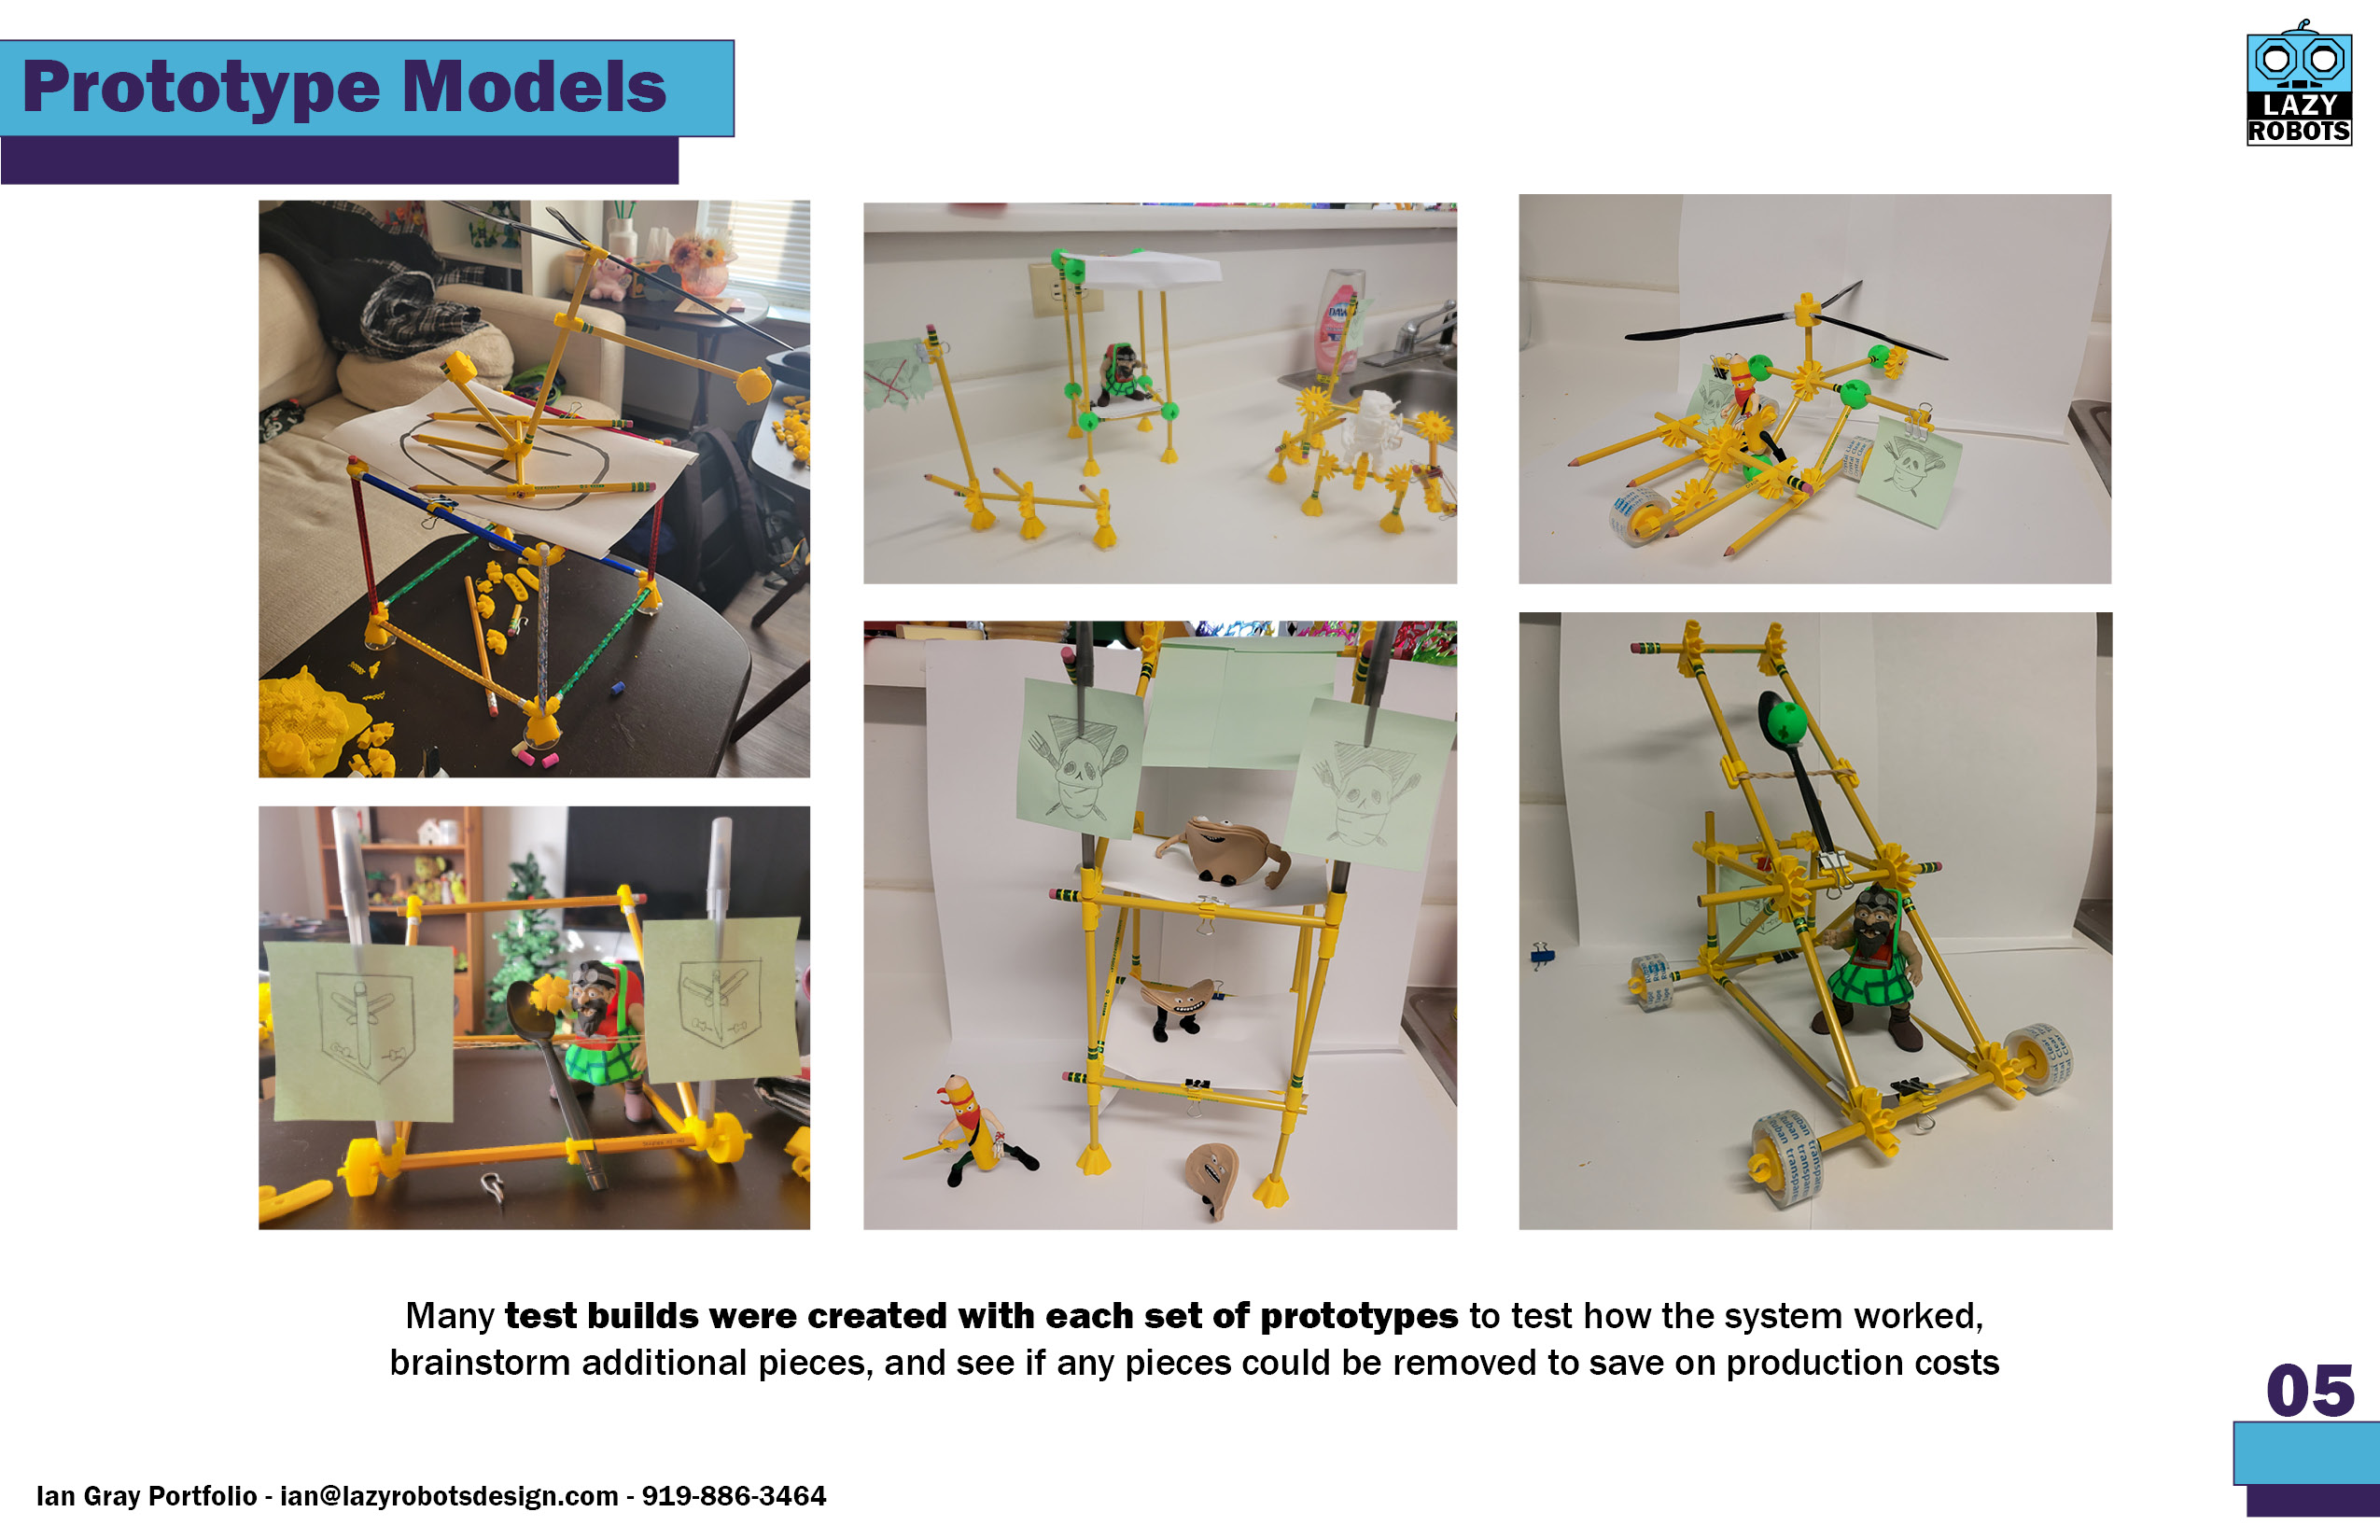 Prototype Models
LAZY
ROBOTS
DAWN
Many test builds were created with each set of prototypes to test how the system worked,
brainstorm additional pieces, and see if any pieces could be removed to save on production costs
05
Ian Gray Portfolio - ian@lazyrobotsdesign.com - 919-886-3464